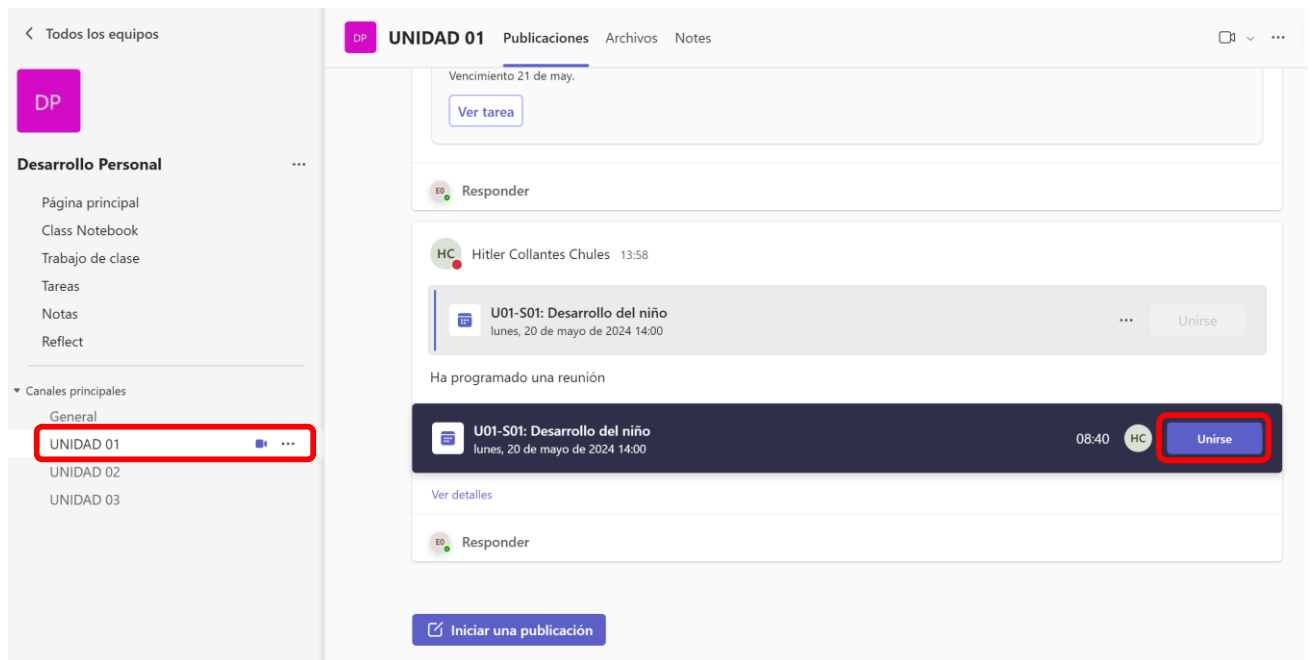 Todos los equipos
DP
Desarrollo Personal ...
Página principal
Class Notebook
Trabajo de clase
Tareas
Notas
Reflect
Canales principales
General
UNIDAD 01 ...
UNIDAD 02
UNIDAD 03
DP UNIDAD 01 Publicaciones Archivos Notes ...
Vencimiento 21 de may.
Ver tarea
EO Responder
HC Hitler Collantes Chules 13:58
U01-S01: Desarrollo del niño
lunes, 20 de mayo de 2024 14:00
... Unirse
Ha programado una reunión
U01-S01: Desarrollo del niño
lunes, 20 de mayo de 2024 14:00
08:40 HC Unirse
Ver detalles
EO Responder
Iniciar una publicación